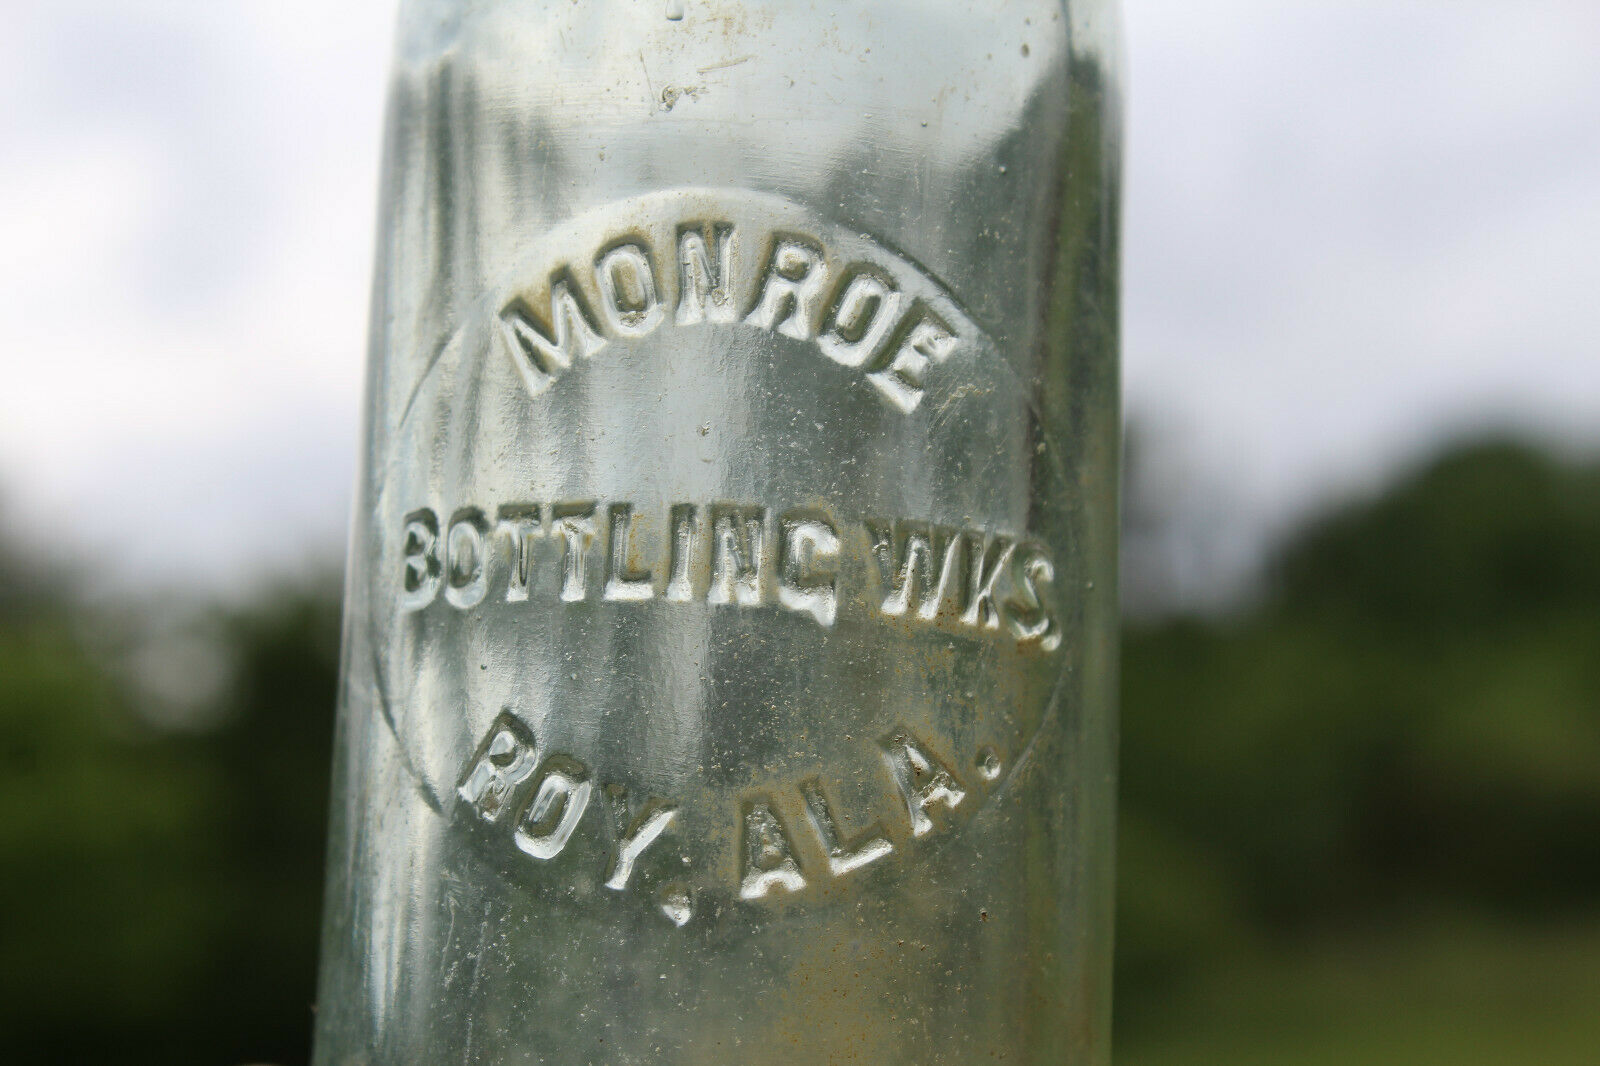 MONROE
BOTTLING WKS,
ROY, ALA.